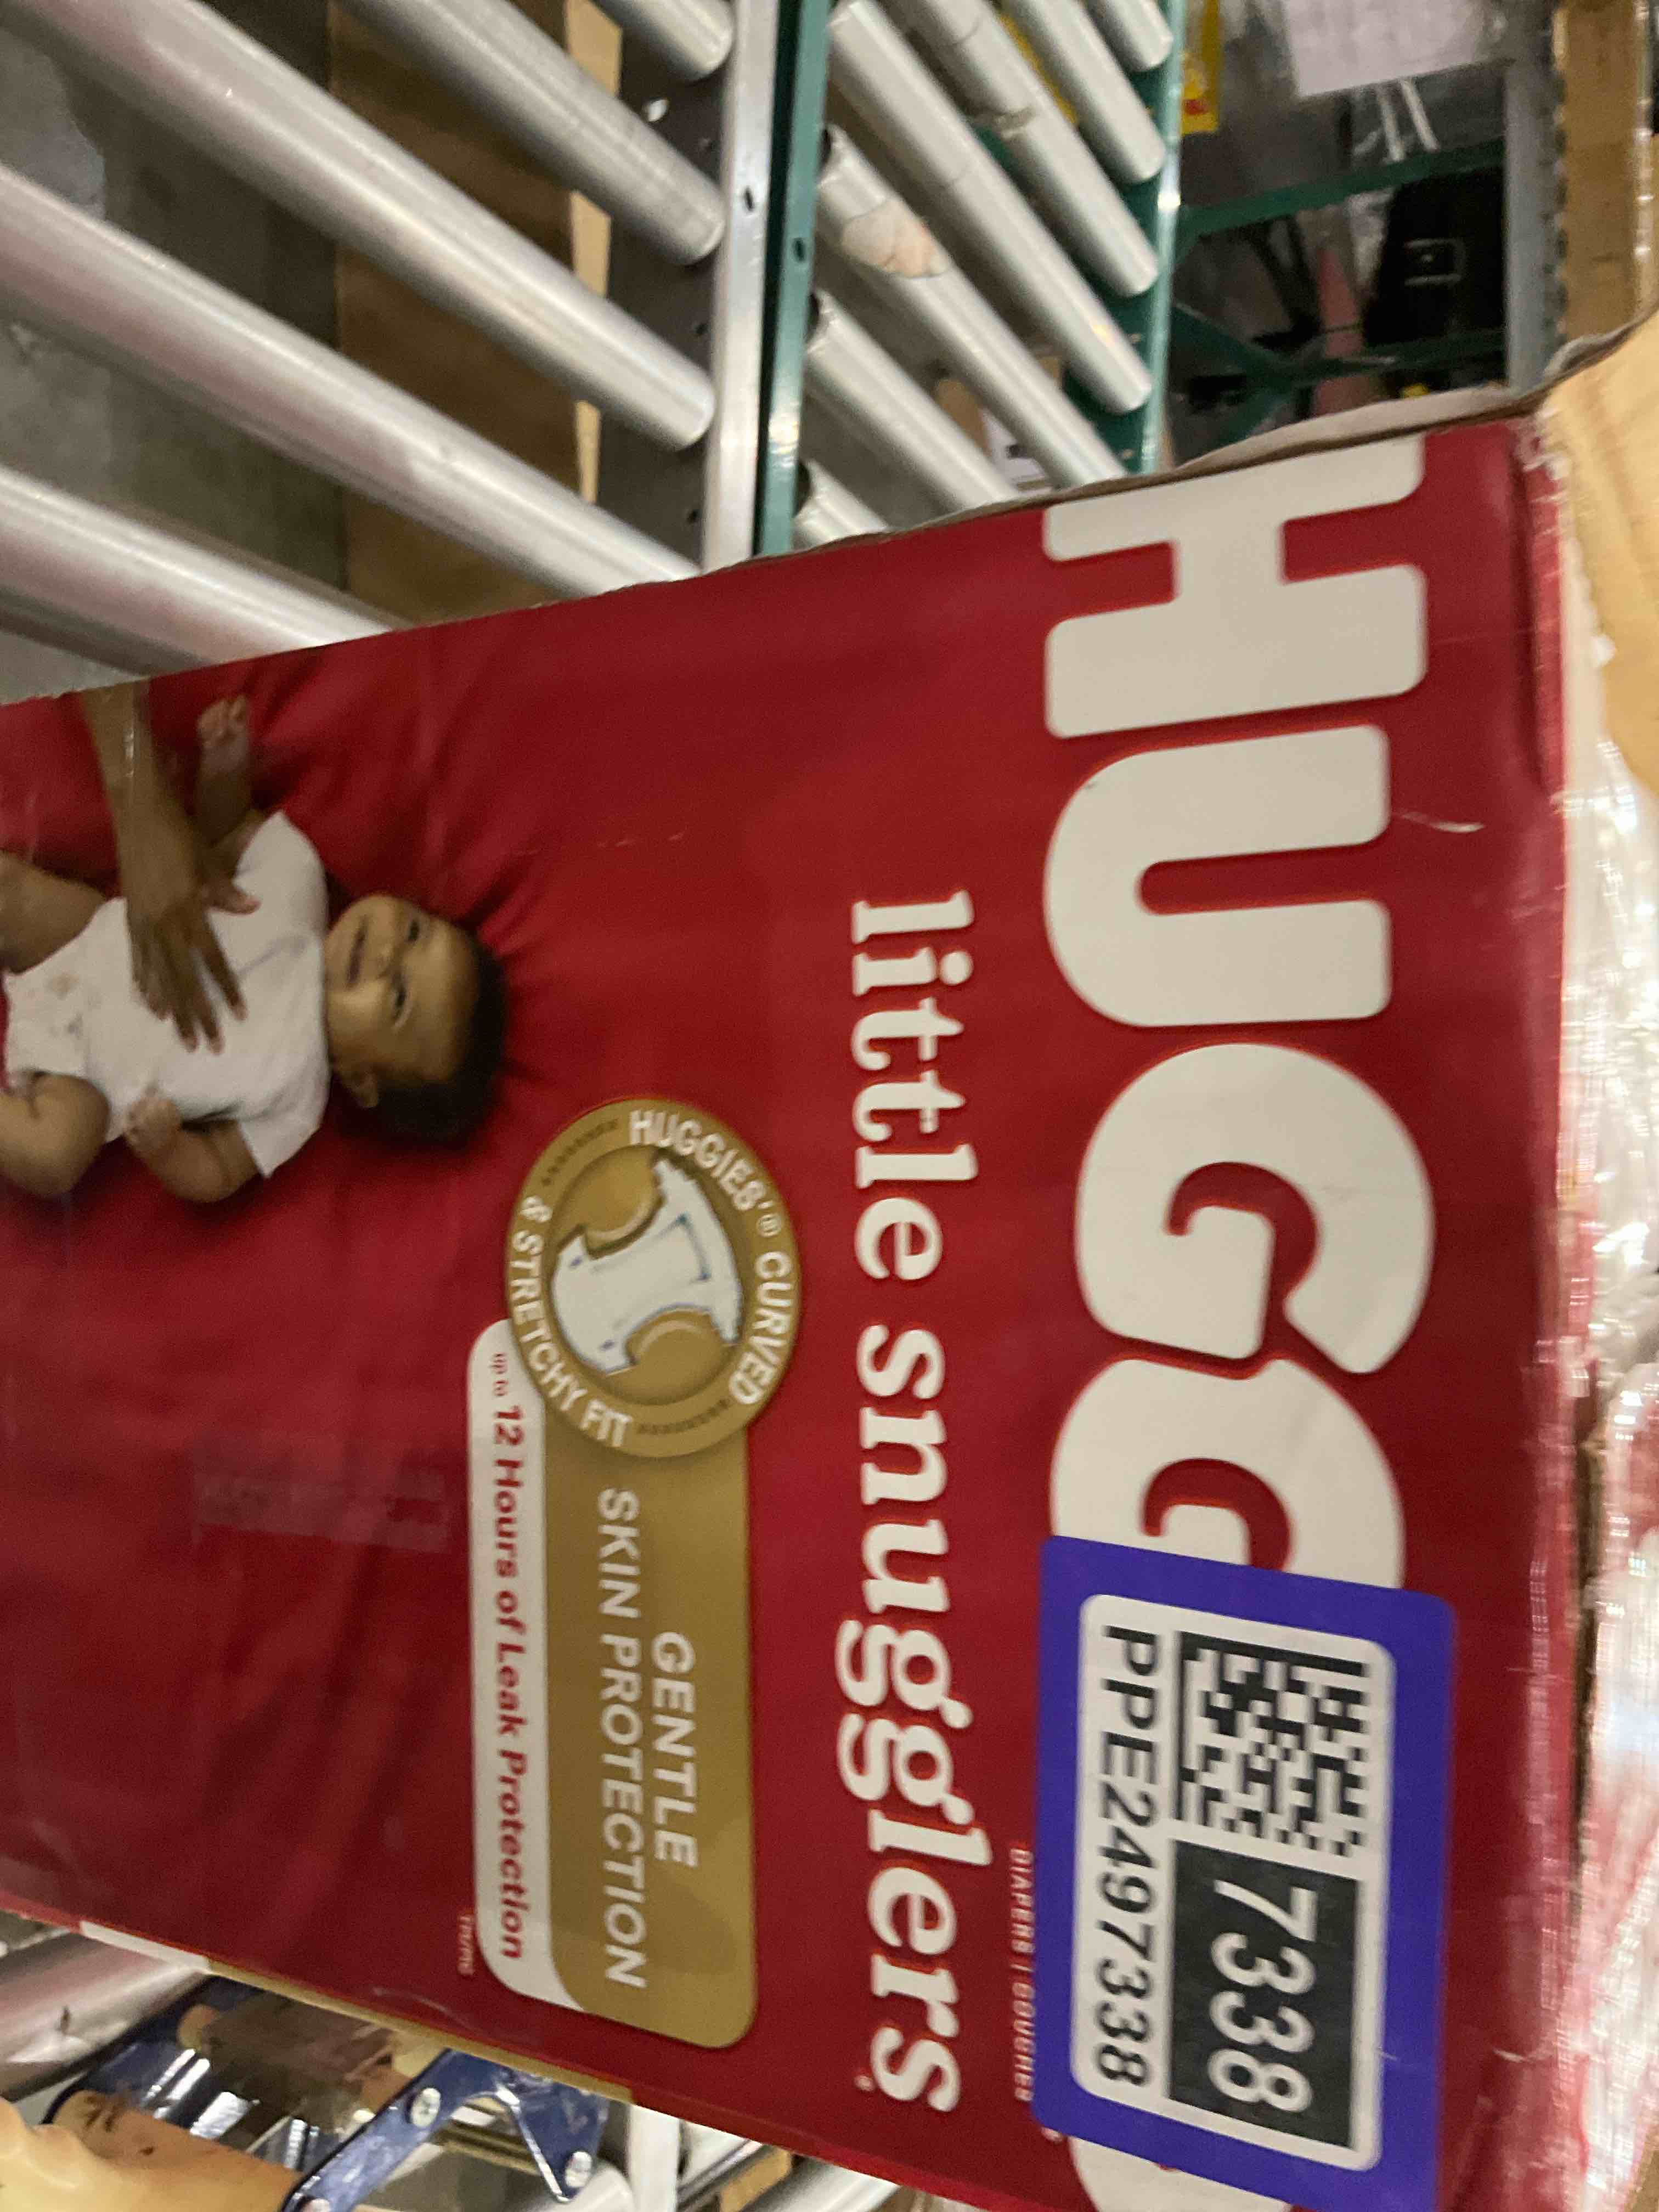 HUGG
little snugglers
DIAPERS | COUCHES
7338
PPE2497338
HUGGIES'® CURVED
& STRETCHY FIT
GENTLE
SKIN PROTECTION
up to 12 Hours of Leak Protection